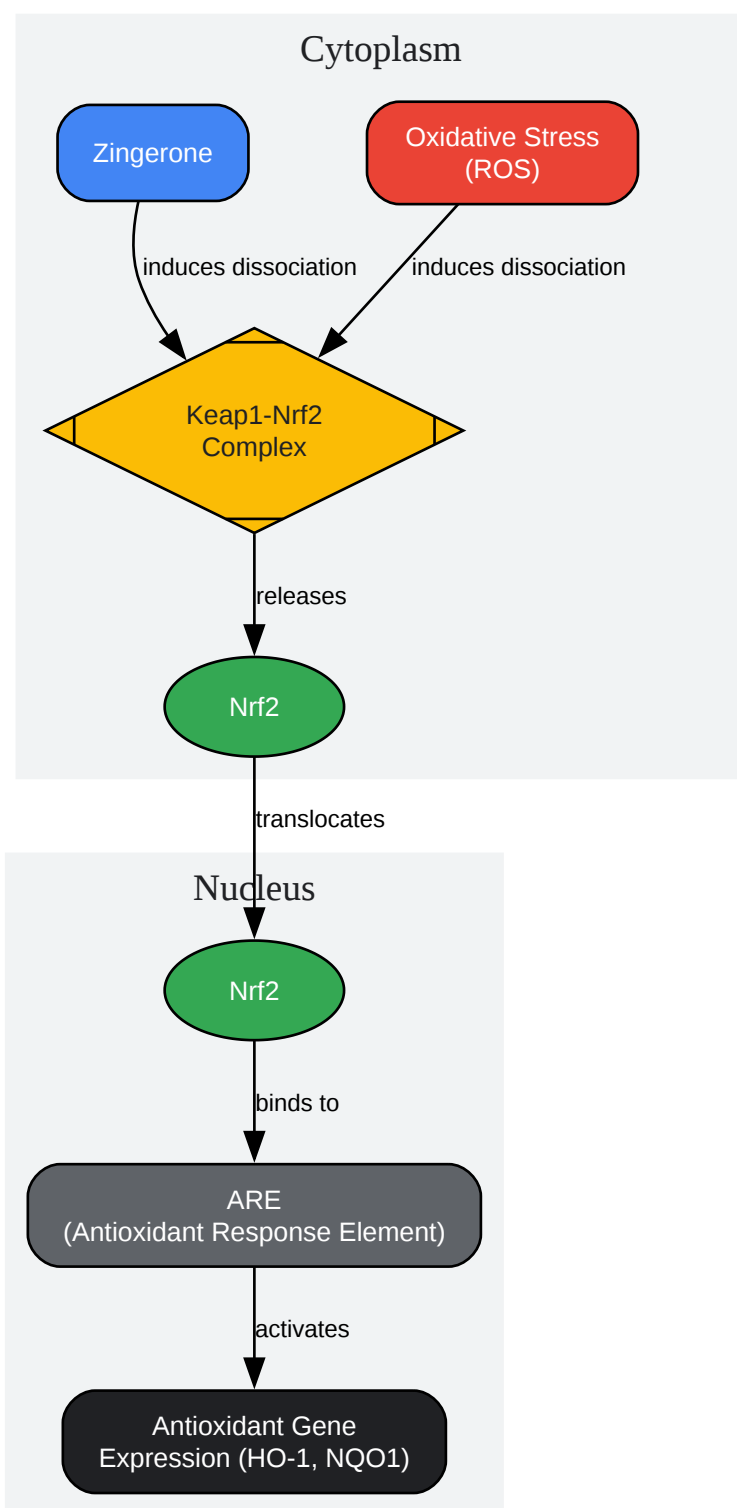 Cytoplasm
Zingerone
Oxidative Stress
(ROS)
induces dissociation
induces dissociation
Keap1-Nrf2
Complex
releases
Nrf2
translocates
Nucleus
Nrf2
binds to
ARE
(Antioxidant Response Element)
activates
Antioxidant Gene
Expression (HO-1, NQO1)